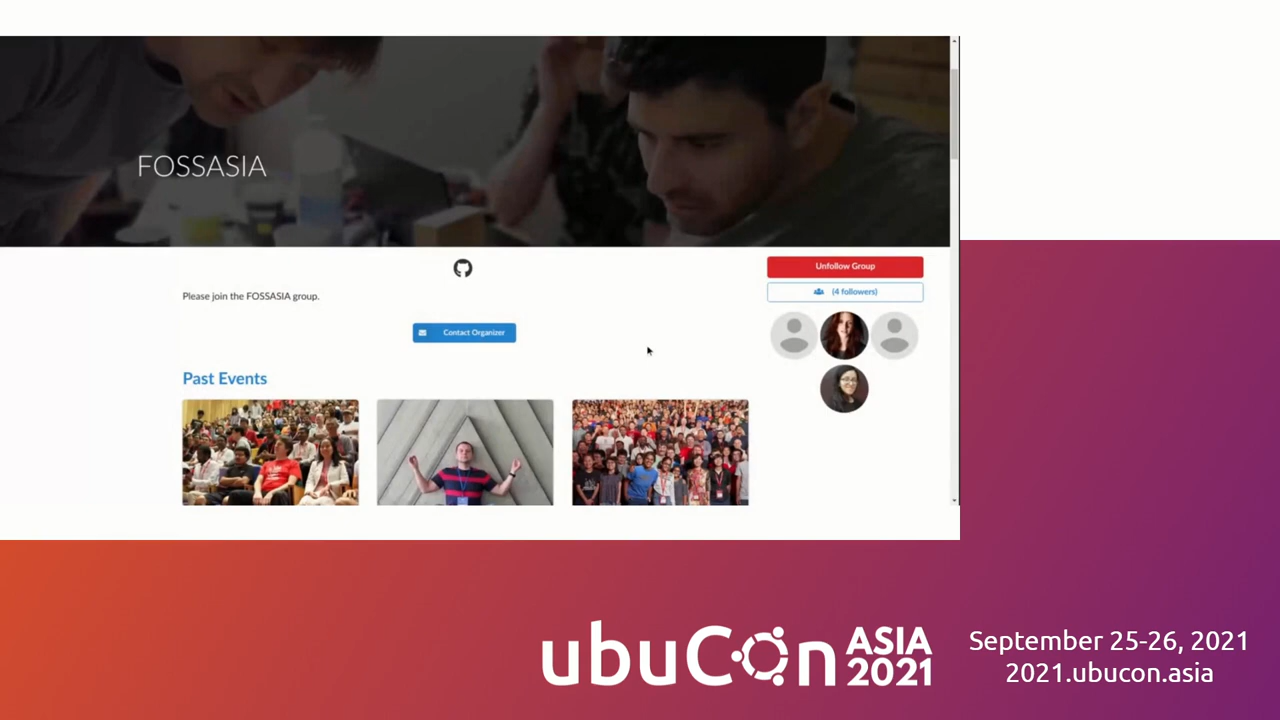 FOSSASIA
Unfollow Group
(4 followers)
Please join the FOSSASIA group.
Contact Organizer
Past Events
ubuCon ASIA 2021
September 25-26, 2021
2021.ubucon.asia